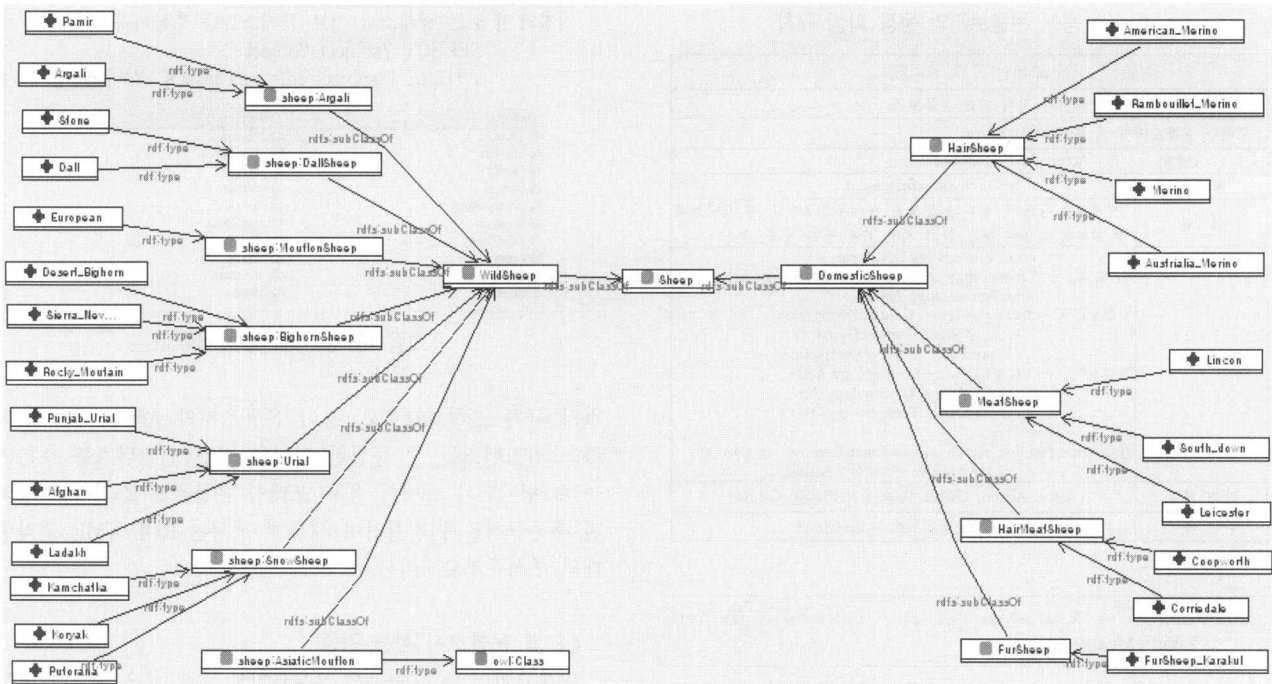 Pamir
Argali
rdf:type
rdf:type
sheep:Argali
Stone
Dall
rdf:type
rdf:type
sheep:DallSheep
rdfs:subClassOf
rdfs:subClassOf
European
rdf:type
sheep:MouflonSheep
rdfs:subClassOf
Desert_Bighorn
Sierra_Nev...
Rocky_Moutain
rdf:type
rdf:type
rdf:type
sheep:BighornSheep
rdfs:subClassOf
Punjab_Urial
Afghan
Ladakh
rdf:type
rdf:type
rdf:type
sheep:Urial
rdfs:subClassOf
Kamchatka
Koryak
Putorana
rdf:type
rdf:type
rdf:type
sheep:SnowSheep
rdfs:subClassOf
sheep:AsiaticMouflon
rdfs:subClassOf
rdf:type
owl:Class
WildSheep
rdfs:subClassOf
Sheep
rdfs:subClassOf
DomesticSheep
American_Merino
Rambouillet_Merino
Merino
Austrialia_Merino
rdf:type
rdf:type
rdf:type
rdf:type
HairSheep
rdfs:subClassOf
Lincon
South_down
Leicester
rdf:type
rdf:type
rdf:type
MeatSheep
rdfs:subClassOf
HairMeatSheep
rdfs:subClassOf
Coopworth
Corriedale
rdf:type
rdf:type
rdfs:subClassOf
FurSheep
rdf:type
FurSheep_Karakul